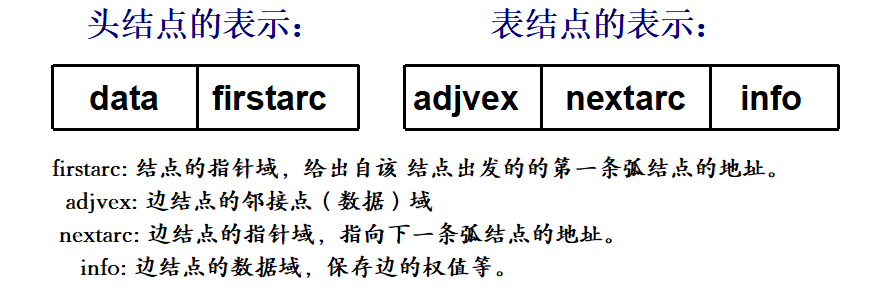 头结点的表示： 表结点的表示：
data firstarc adjvex nextarc info
firstarc: 结点的指针域，给出自该 结点出发的的第一条弧结点的地址。
adjvex: 边结点的邻接点（数据）域
nextarc: 边结点的指针域，指向下一条弧结点的地址。
info: 边结点的数据域，保存边的权值等。